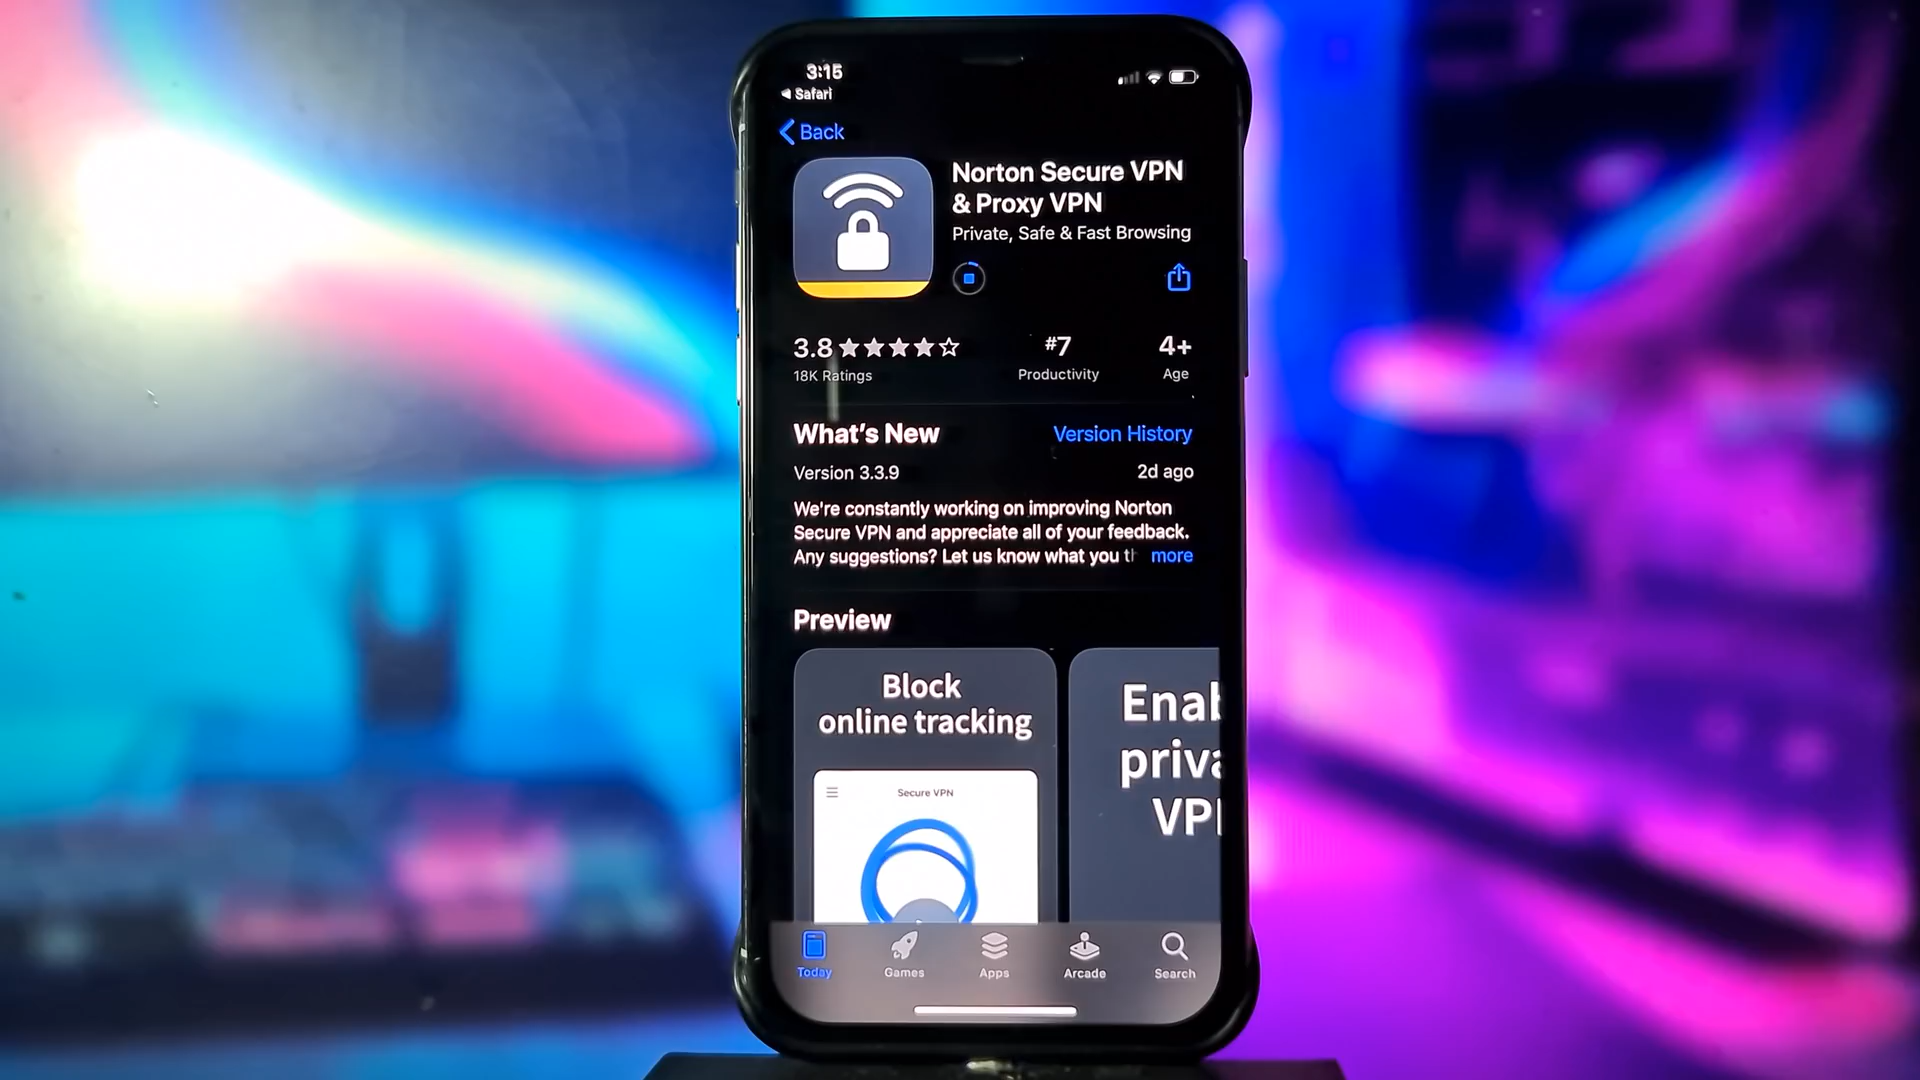 3:15
Safari
Back
Norton Secure VPN
& Proxy VPN
Private, Safe & Fast Browsing
3.8
#7
4+
18K Ratings
Productivity
Age
What's New
Version History
Version 3.3.9
2d ago
We're constantly working on improving Norton
Secure VPN and appreciate all of your feedback.
Any suggestions? Let us know what you th more
Preview
Block
online tracking
Secure VPN
Enab
priva
VP
Today
Games
Apps
Arcade
Search